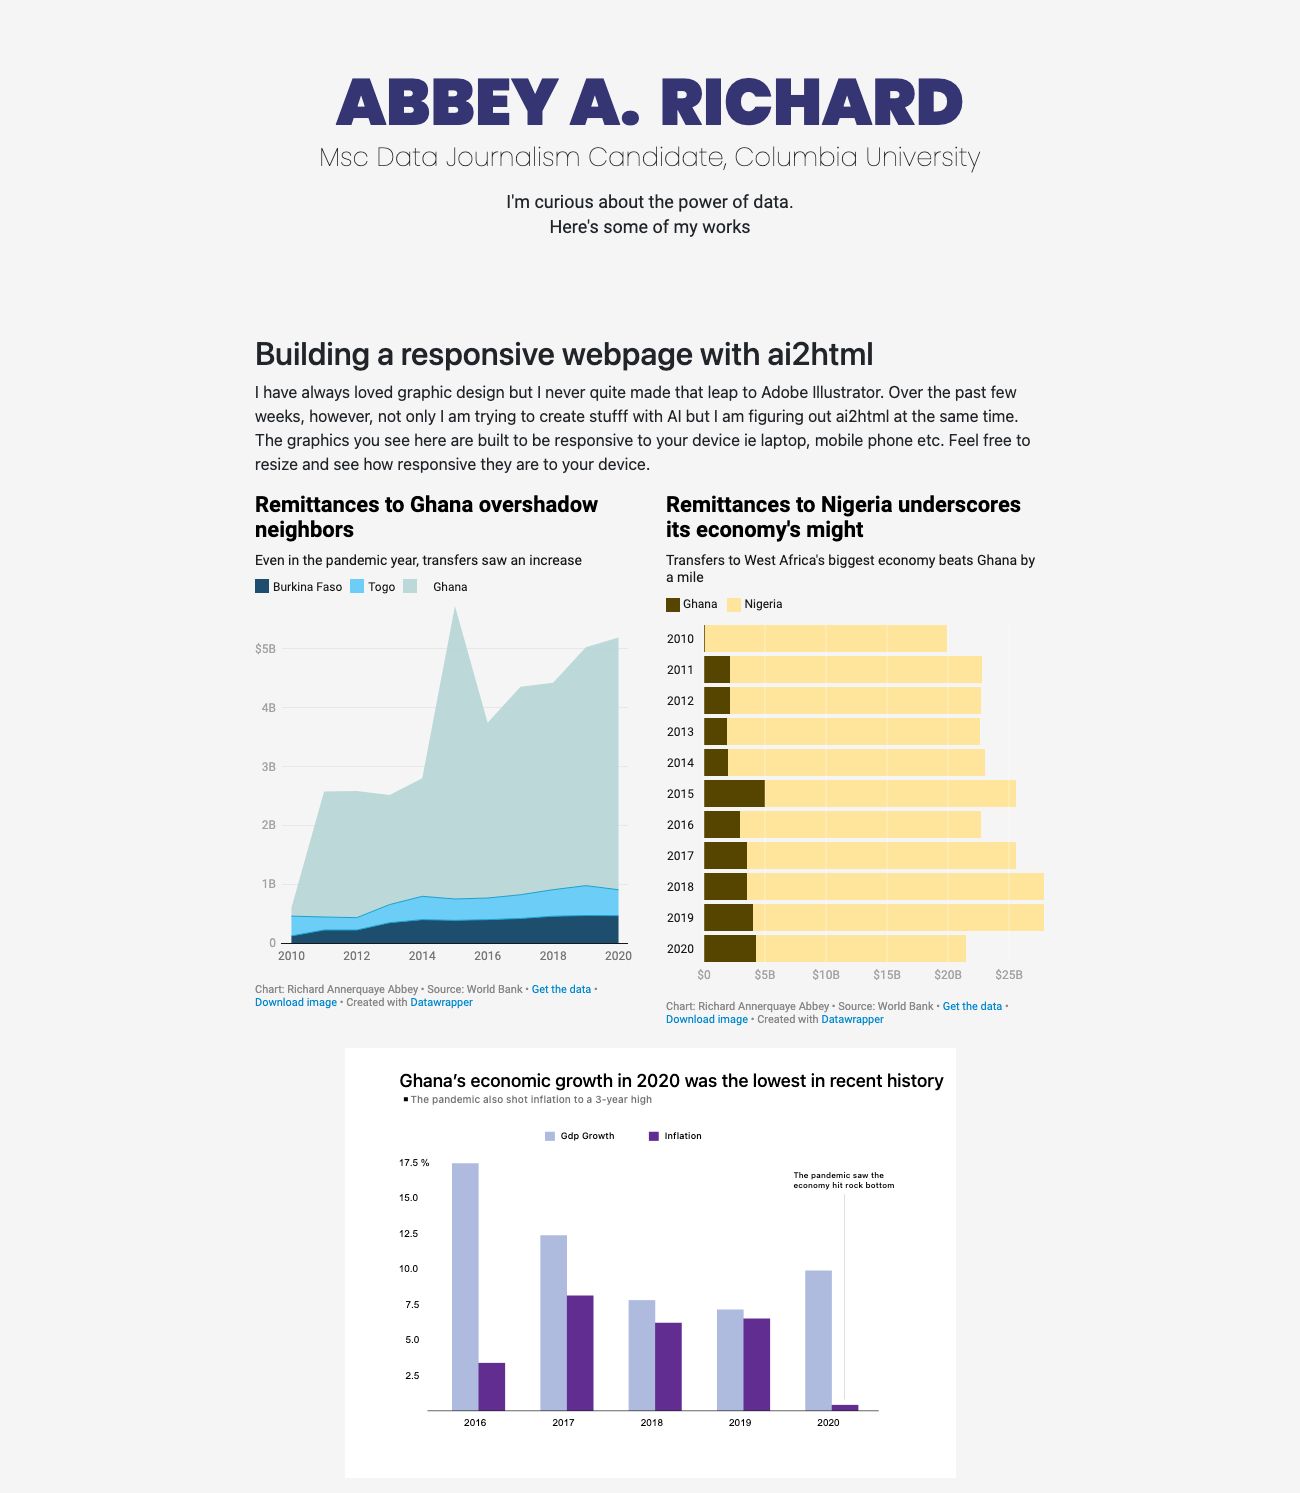 ABBEY A. RICHARD
Msc Data Journalism Candidate, Columbia University
I'm curious about the power of data.
Here's some of my works
Building a responsive webpage with ai2html
I have always loved graphic design but I never quite made that leap to Adobe Illustrator. Over the past few
weeks, however, not only I am trying to create stufff with AI but I am figuring out ai2html at the same time.
The graphics you see here are built to be responsive to your device ie laptop, mobile phone etc. Feel free to
resize and see how responsive they are to your device.
Remittances to Ghana overshadow
neighbors
Even in the pandemic year, transfers saw an increase
Burkina Faso Togo Ghana
$5B
4B
3B
2B
1B
0
2010 2012 2014 2016 2018 2020
Chart: Richard Annerquaye Abbey • Source: World Bank • Get the data •
Download image • Created with Datawrapper
Remittances to Nigeria underscores
its economy's might
Transfers to West Africa's biggest economy beats Ghana by
a mile
Ghana Nigeria
2010
2011
2012
2013
2014
2015
2016
2017
2018
2019
2020
$0 $5B $10B $15B $20B $25B
Chart: Richard Annerquaye Abbey • Source: World Bank • Get the data •
Download image • Created with Datawrapper
Ghana’s economic growth in 2020 was the lowest in recent history
The pandemic also shot inflation to a 3-year high
Gdp Growth Inflation
17.5 %
15.0
12.5
10.0
7.5
5.0
2.5
The pandemic saw the
economy hit rock bottom
2016 2017 2018 2019 2020